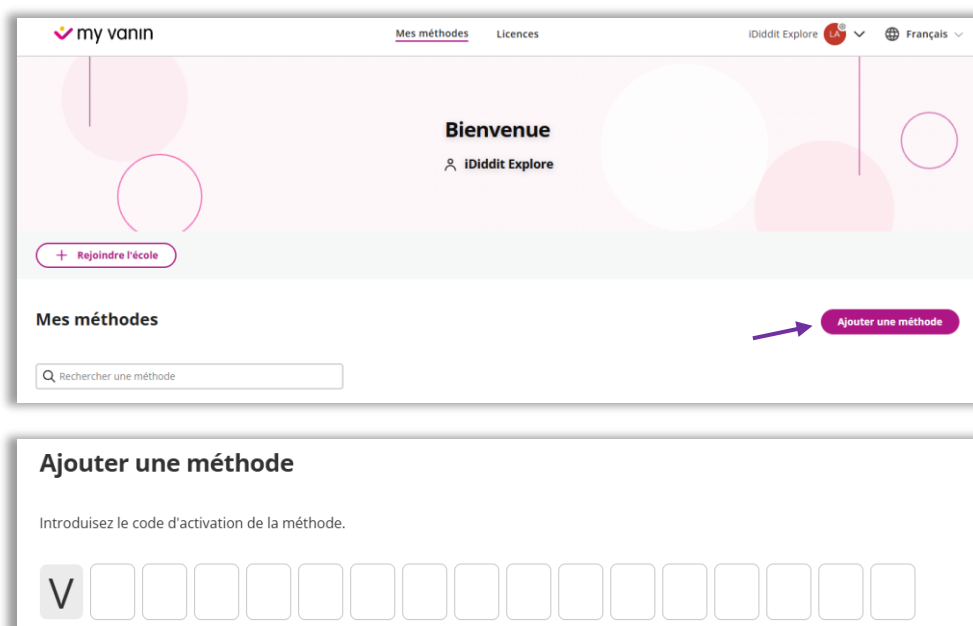 my vanın
Mes méthodes
Licences
iDiddit Explore
LA
Français
Bienvenue
iDiddit Explore
+ Rejoindre l'école
Mes méthodes
Ajouter une méthode
Rechercher une méthode
Ajouter une méthode
Introduisez le code d'activation de la méthode.
V